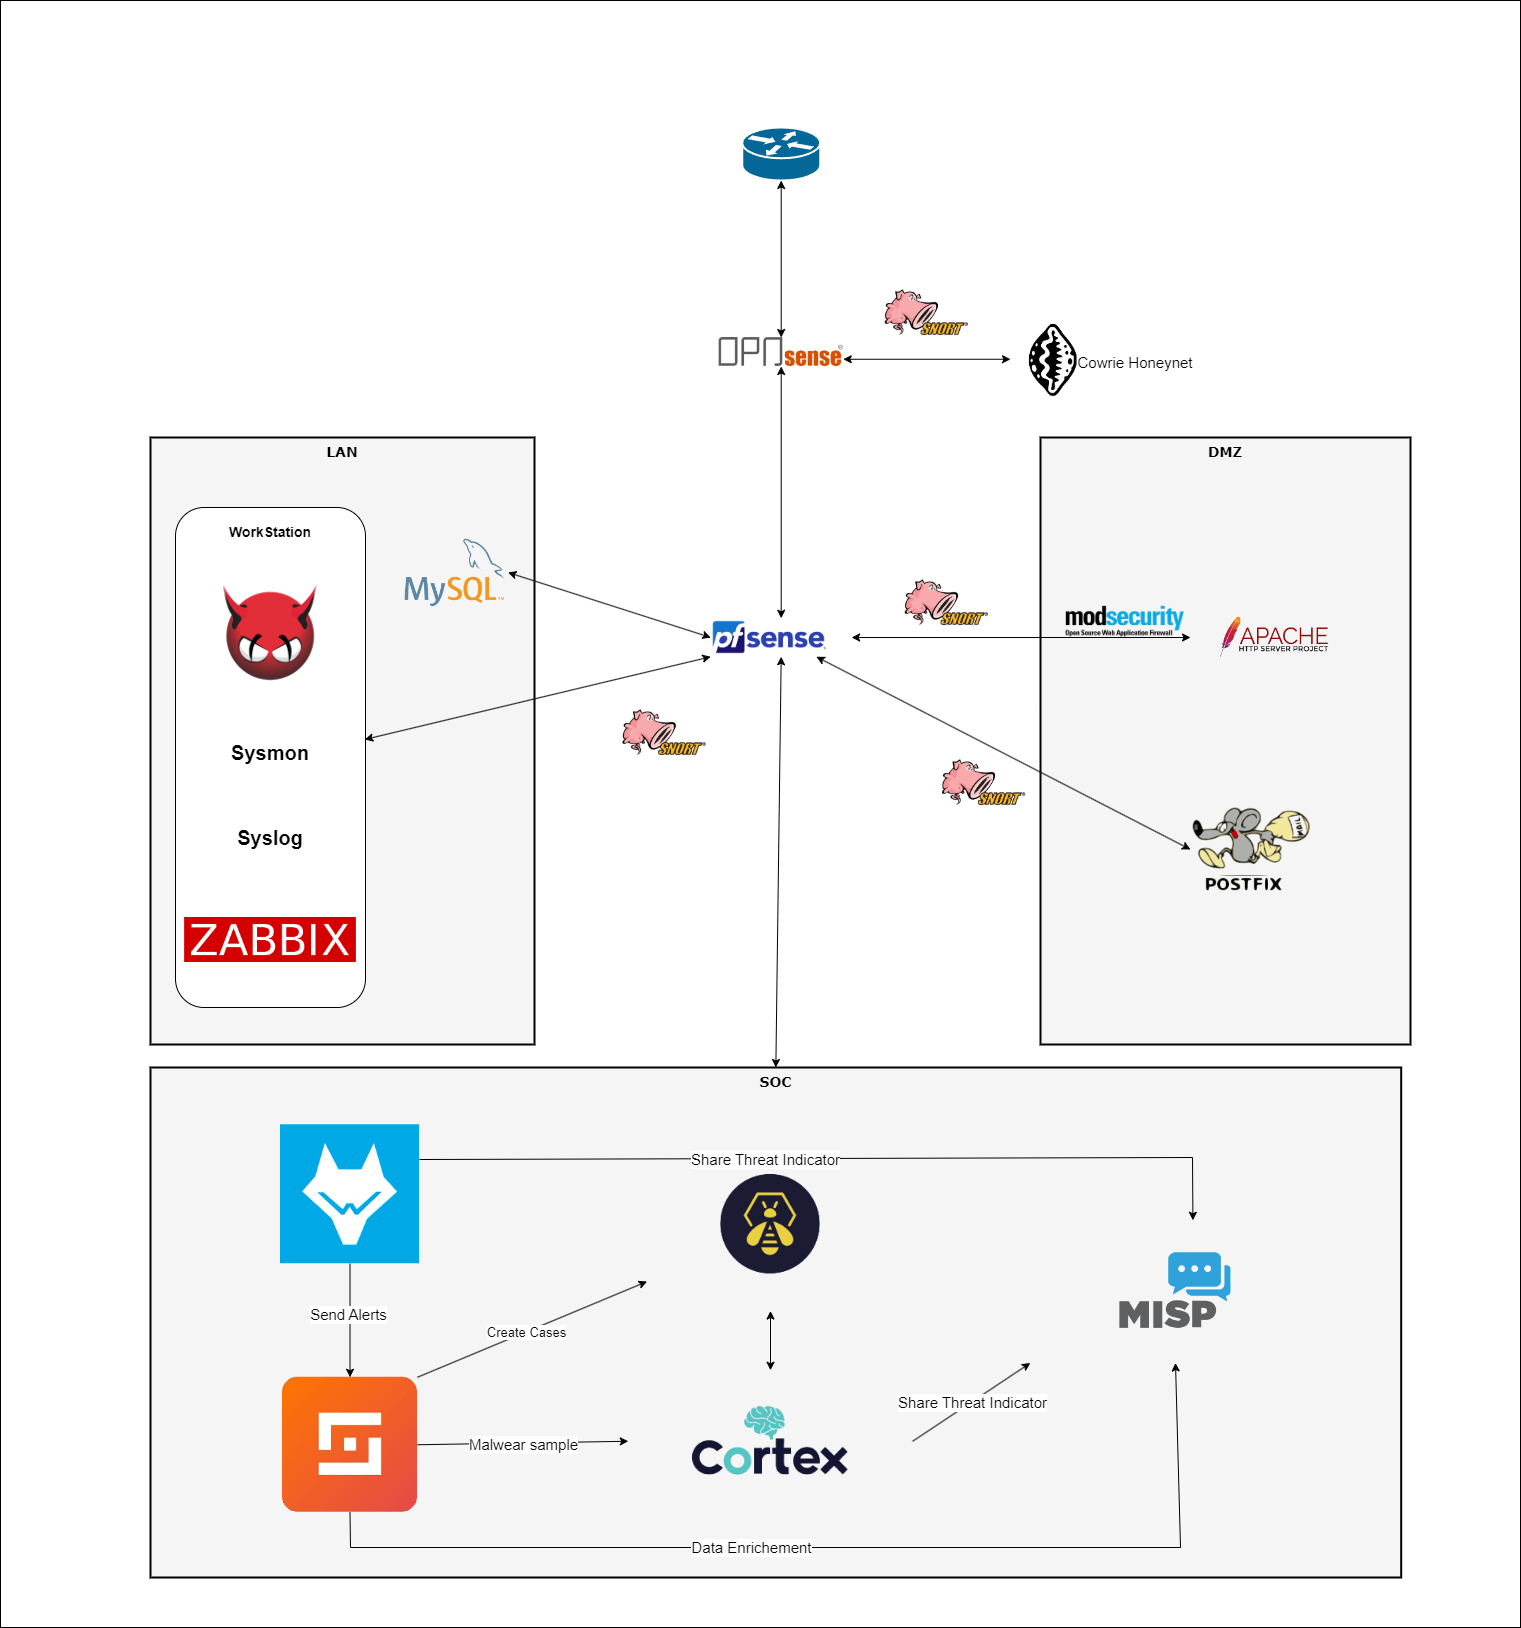 OPNsense
SNORT
Cowrie Honeynet
LAN
DMZ
WorkStation
MySQL
pfsense
SNORT
modsecurity
Open Source Web Application Firewall
APACHE
HTTP SERVER PROJECT
SNORT
Sysmon
SNORT
Syslog
MAIL
POSTFIX
ZABBIX
SOC
Share Threat Indicator
Send Alerts
Create Cases
MISP
Share Threat Indicator
Malwear sample
Cortex
Data Enrichement